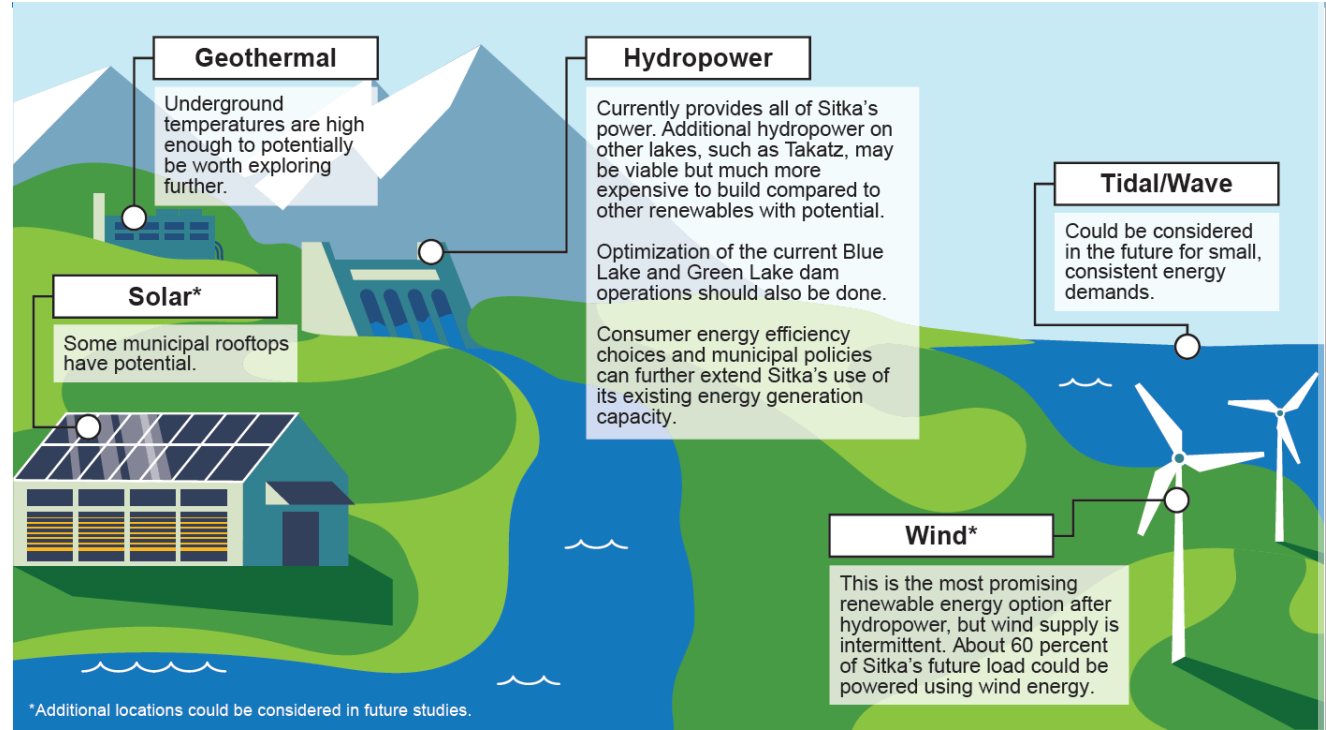 Geothermal
Underground
temperatures are high
enough to potentially
be worth exploring
further.
Hydropower
Currently provides all of Sitka’s
power. Additional hydropower on
other lakes, such as Takatz, may
be viable but much more
expensive to build compared to
other renewables with potential.
Optimization of the current Blue
Lake and Green Lake dam
operations should also be done.
Consumer energy efficiency
choices and municipal policies
can further extend Sitka’s use of
its existing energy generation
capacity.
Tidal/Wave
Could be considered
in the future for small,
consistent energy
demands.
Solar*
Some municipal rooftops
have potential.
Wind*
This is the most promising
renewable energy option after
hydropower, but wind supply is
intermittent. About 60 percent
of Sitka’s future load could be
powered using wind energy.
*Additional locations could be considered in future studies.